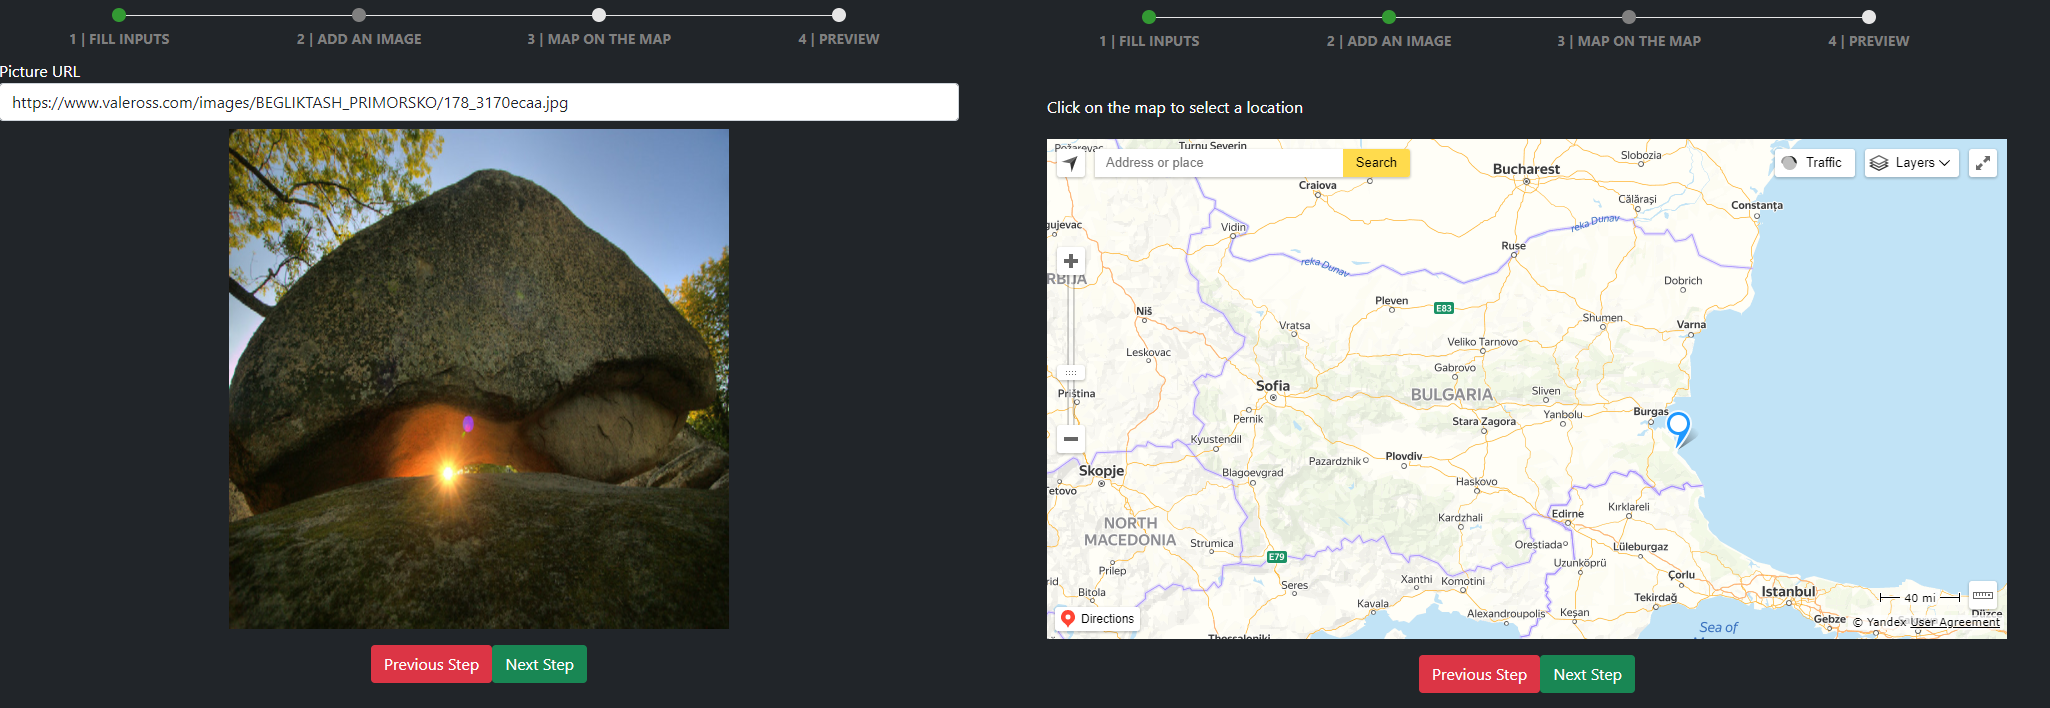 1 | FILL INPUTS
2 | ADD AN IMAGE
3 | MAP ON THE MAP
4 | PREVIEW
Picture URL
https://www.valeross.com/images/BEGLIKTASH_PRIMORSKO/178_3170ecaa.jpg
Previous Step
Next Step
1 | FILL INPUTS
2 | ADD AN IMAGE
3 | MAP ON THE MAP
4 | PREVIEW
Click on the map to select a location
Address or place
Search
Traffic
Layers
Požarevac
Turnu Severin
Slobozia
Bucharest
Craiova
Călărași
Constanța
gujevac
Vidin
reka Dunav
Ruse
reka Dunav
RBIJA
Dobrich
Pleven
E83
Niš
Shumen
Varna
Vratsa
Veliko Tarnovo
Leskovac
Gabrovo
Sofia
BULGARIA
Sliven
Priština
Pernik
Stara Zagora
Yanbolu
Burgas
Kyustendil
Pazardzhik
Plovdiv
Skopje
Blagoevgrad
Haskovo
Tetovo
Kardzhali
Edirne
Kırklareli
NORTH
MACEDONIA
Strumica
Orestiada
Lüleburgaz
E79
Uzunköprü
Prilep
rid
Seres
Xanthi
Komotini
Çorlu
Bitola
Kavala
Alexandroupolis
Keşan
Tekirdağ
Istanbul
40 mi
Düzce
Directions
Gebze
© Yandex User Agreement
Sea of
Thessaloniki
Previous Step
Next Step